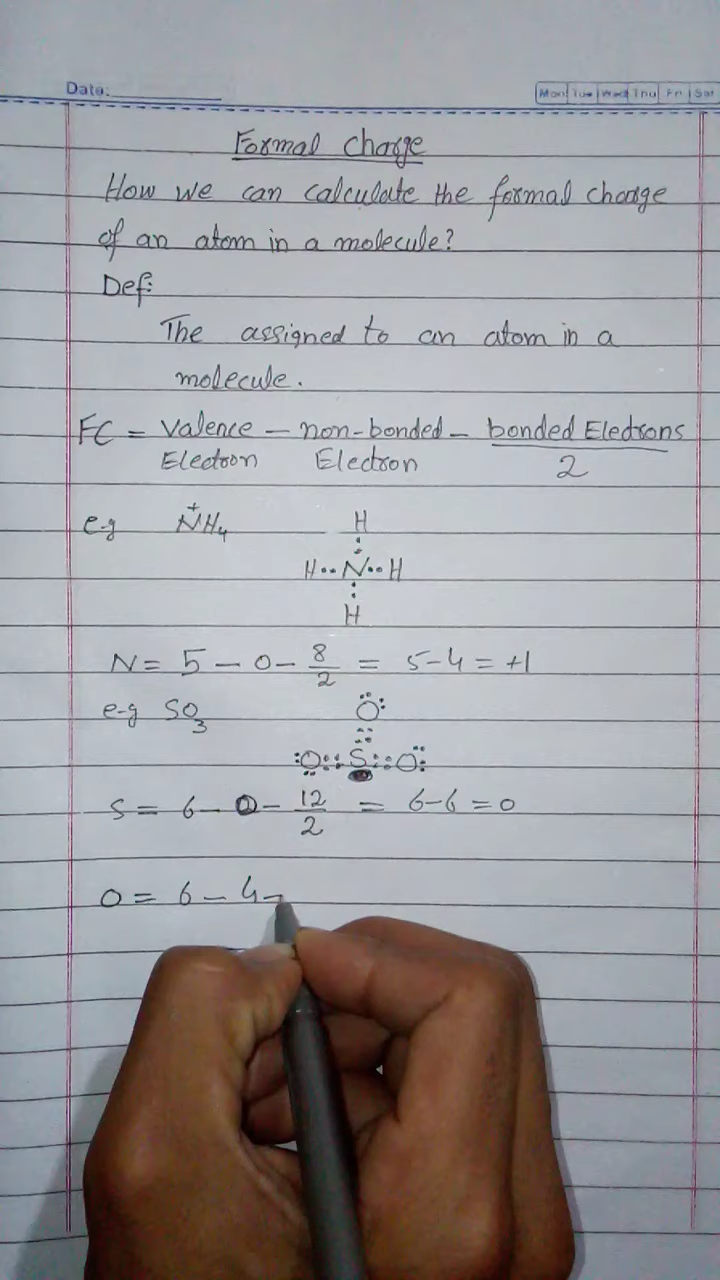 Date:
Mon Tue Wed Thu Fri Sat
Formal Charge
How we can calculate the formal charge
of an atom in a molecule?
Def:
The assigned to an atom in a
molecule.
FC = Valence - non-bonded - bonded Electrons
Electron Electron 2
e-g N⁺H₄ H
H··N··H
H
N = 5 - 0 - 8/2 = 5-4 = +1
e-g SO₃ O
O S O
S = 6 - 0 - 12/2 = 6-6 = 0
O = 6 - 4 -